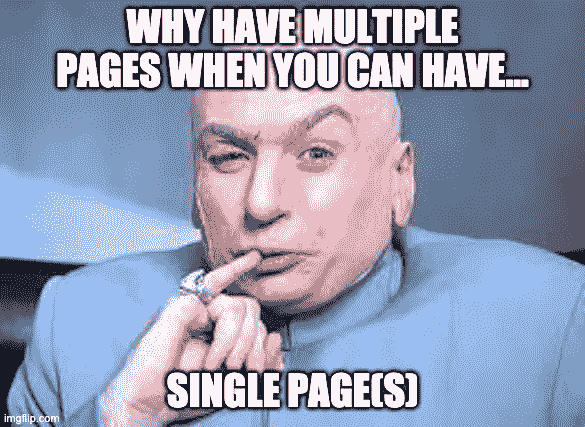 WHY HAVE MULTIPLE
PAGES WHEN YOU CAN HAVE...
SINGLE PAGE(S)
imgflip.com